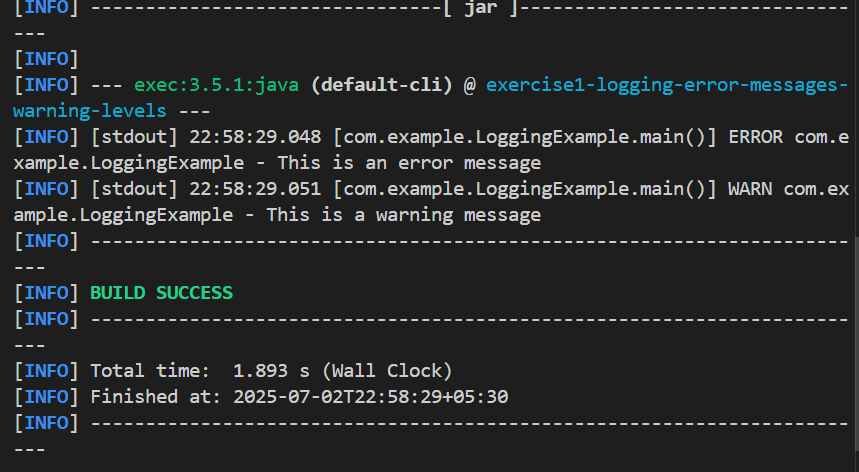 [INFO] --------------------------------[ jar ]------------------------------
---
[INFO]
[INFO] --- exec:3.5.1:java (default-cli) @ exercise1-logging-error-messages-
warning-levels ---
[INFO] [stdout] 22:58:29.048 [com.example.LoggingExample.main()] ERROR com.e
xample.LoggingExample - This is an error message
[INFO] [stdout] 22:58:29.051 [com.example.LoggingExample.main()] WARN com.ex
ample.LoggingExample - This is a warning message
[INFO] ---------------------------------------------------------------------
---
[INFO] BUILD SUCCESS
[INFO] ---------------------------------------------------------------------
---
[INFO] Total time:  1.893 s (Wall Clock)
[INFO] Finished at: 2025-07-02T22:58:29+05:30
[INFO] ---------------------------------------------------------------------
---